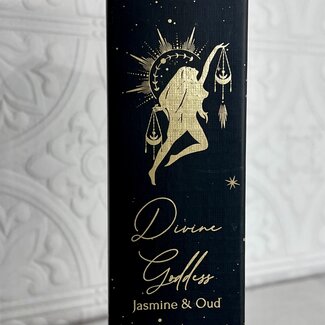 Divine
Goddess
Jasmine & Oud